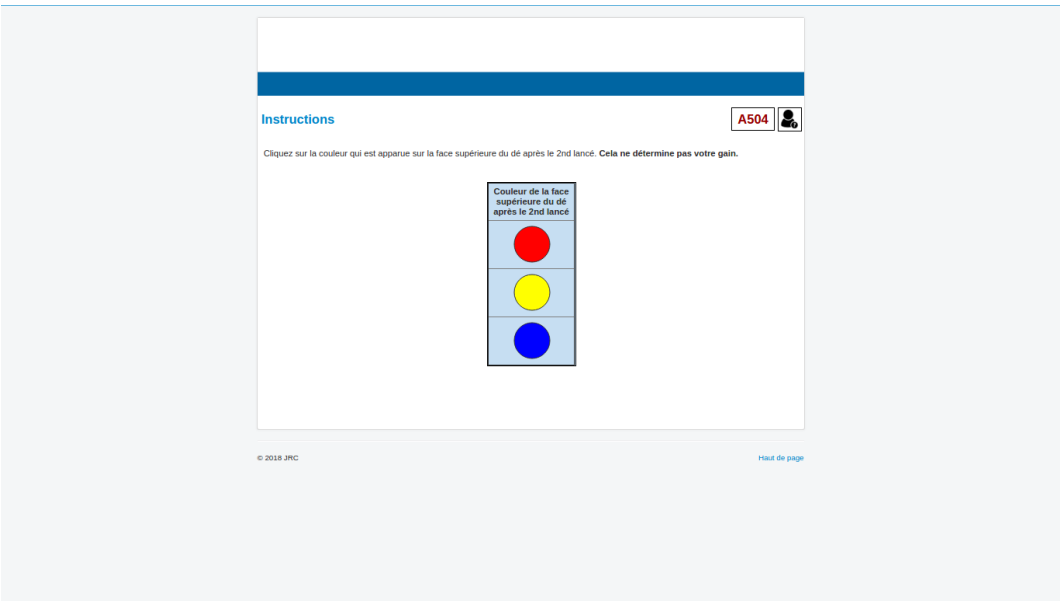 Instructions
A504
Cliquez sur la couleur qui est apparue sur la face supérieure du dé après le 2nd lancé. Cela ne détermine pas votre gain.
Couleur de la face
supérieure du dé
après le 2nd lancé
© 2018 JRC
Haut de page